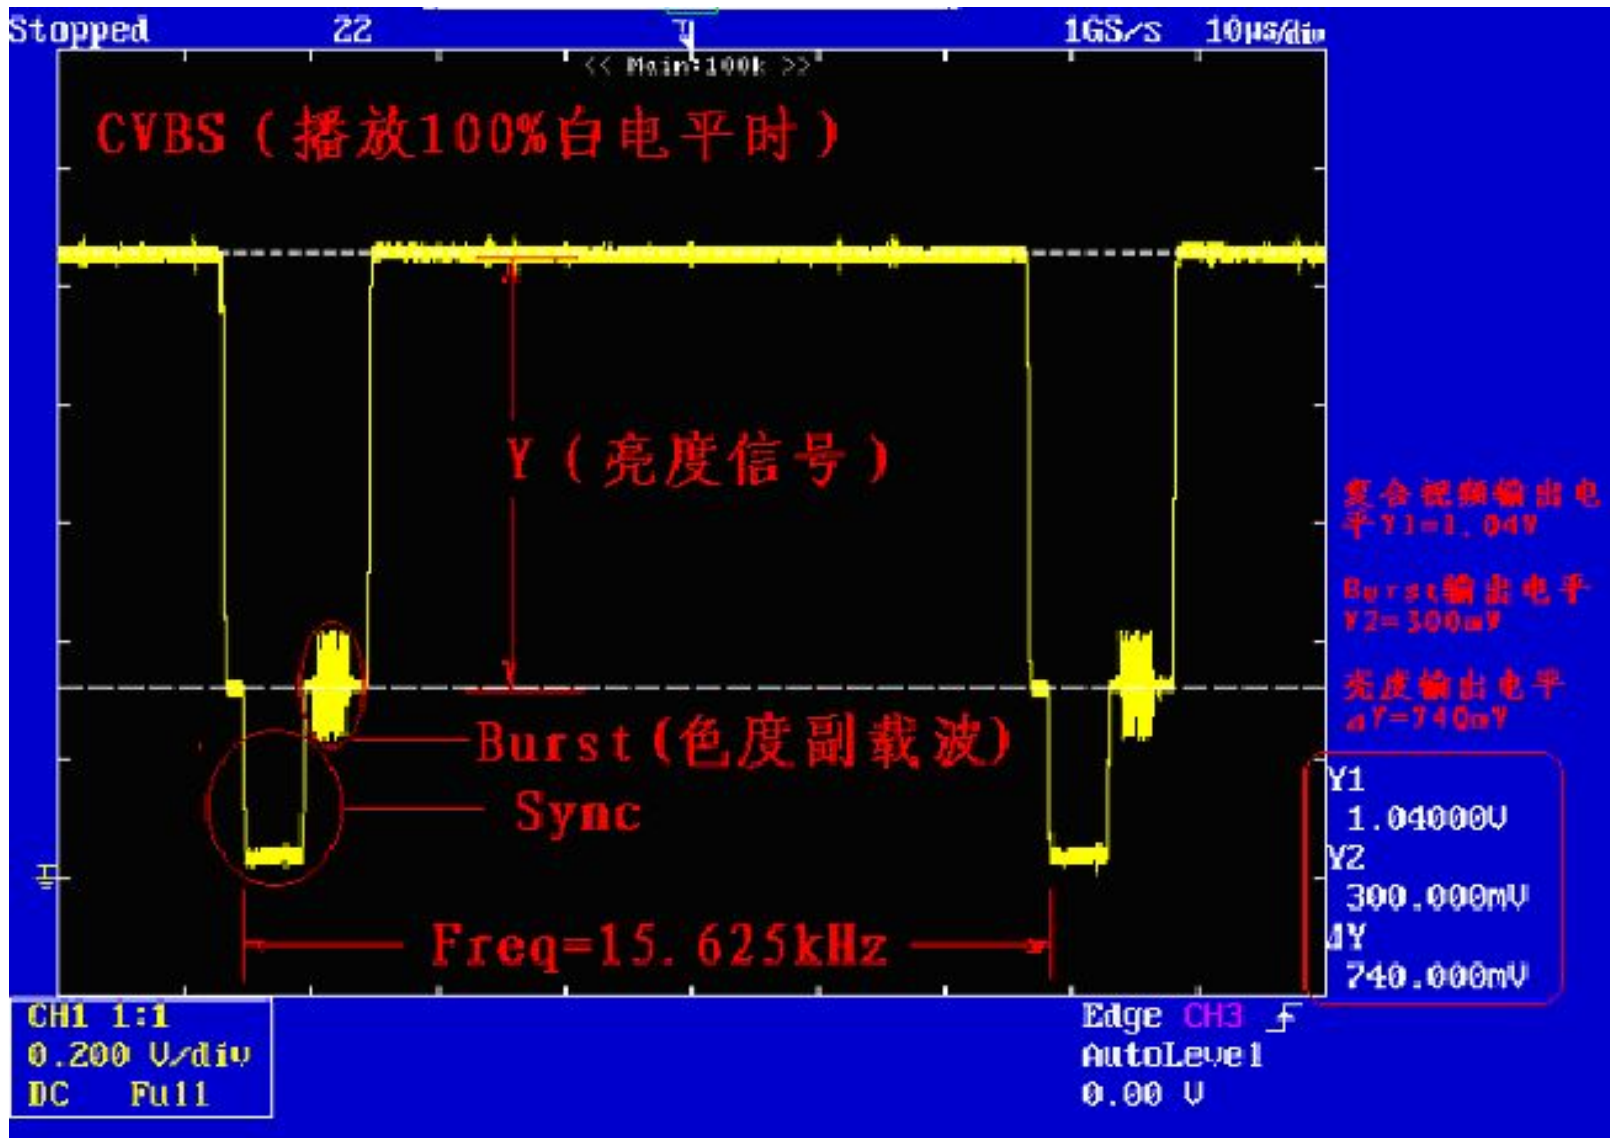 Stopped 22 T 1GS/s 10μs/div
<< Main:100k >>
CVBS（播放100%白电平时）
Y（亮度信号）
复合视频输出电
平Y1=1.04V
Burst输出电平
Y2=300mV
亮度输出电平
ΔY=740mV
Burst(色度副载波)
Sync
Y1
1.04000V
Y2
300.000mV
ΔY
740.000mV
Freq=15.625kHz
CH1 1:1
0.200 V/div
DC Full
Edge CH3
AutoLevel
0.00 V